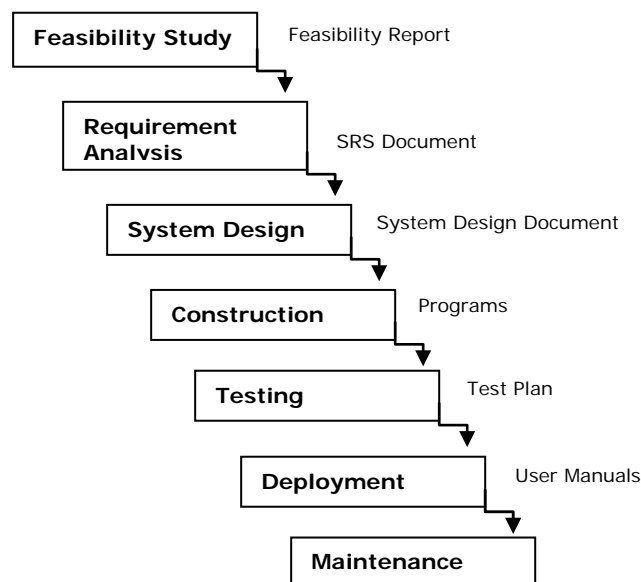 Feasibility Study
Feasibility Report
Requirement
Analysis
SRS Document
System Design
System Design Document
Construction
Programs
Testing
Test Plan
Deployment
User Manuals
Maintenance